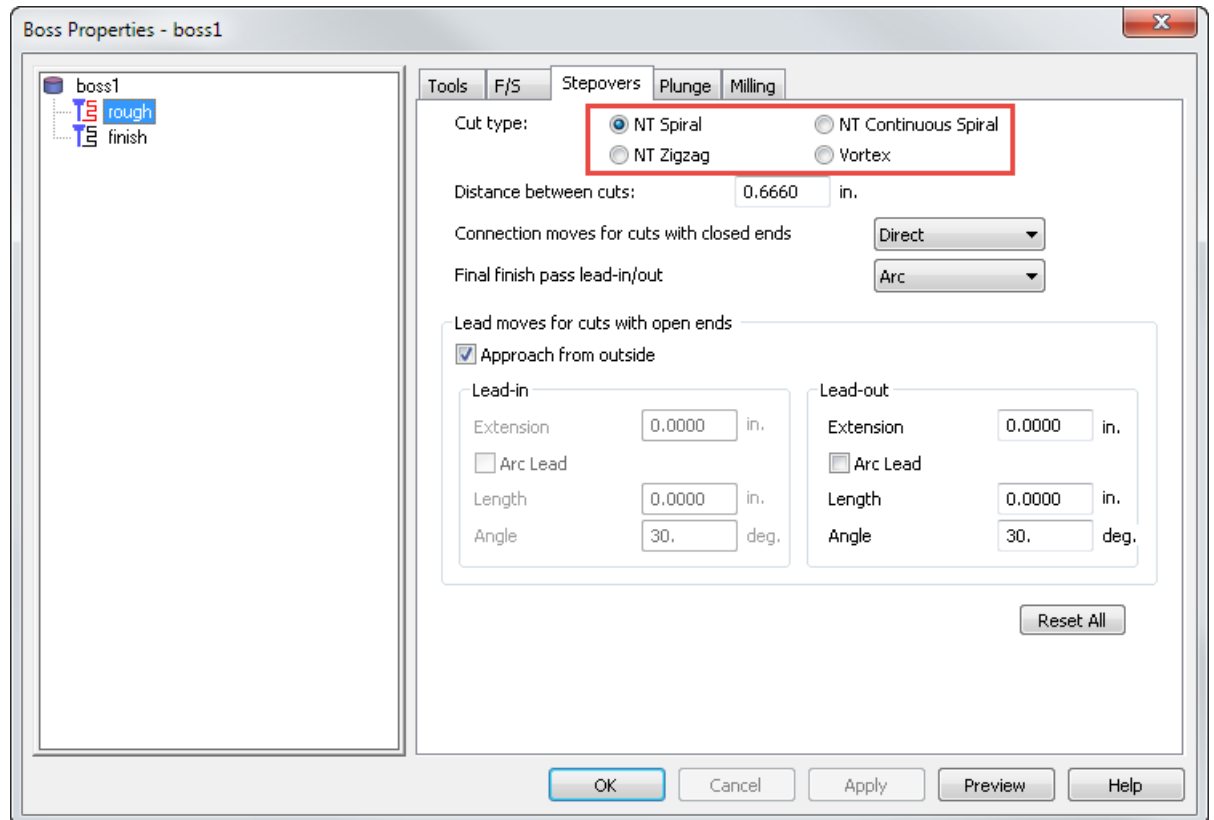 Boss Properties - boss1
X
boss1
rough
finish
Tools F/S Stepovers Plunge Milling
Cut type: NT Spiral NT Continuous Spiral
NT Zigzag Vortex
Distance between cuts: 0.6660 in.
Connection moves for cuts with closed ends Direct
Final finish pass lead-in/out Arc
Lead moves for cuts with open ends
Approach from outside
Lead-in Lead-out
Extension 0.0000 in. Extension 0.0000 in.
Arc Lead Arc Lead
Length 0.0000 in. Length 0.0000 in.
Angle 30. deg. Angle 30. deg.
Reset All
OK Cancel Apply Preview Help